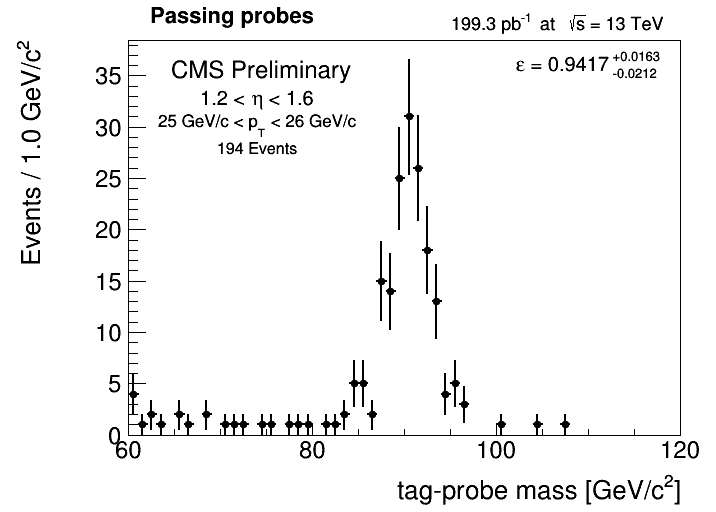 Passing probes
199.3 pb⁻¹ at √s = 13 TeV
CMS Preliminary
ε = 0.9417 +0.0163 -0.0212
1.2 < η < 1.6
25 GeV/c < p_T < 26 GeV/c
194 Events
Events / 1.0 GeV/c²
35
30
25
20
15
10
5
0
60 80 100 120
tag-probe mass [GeV/c²]